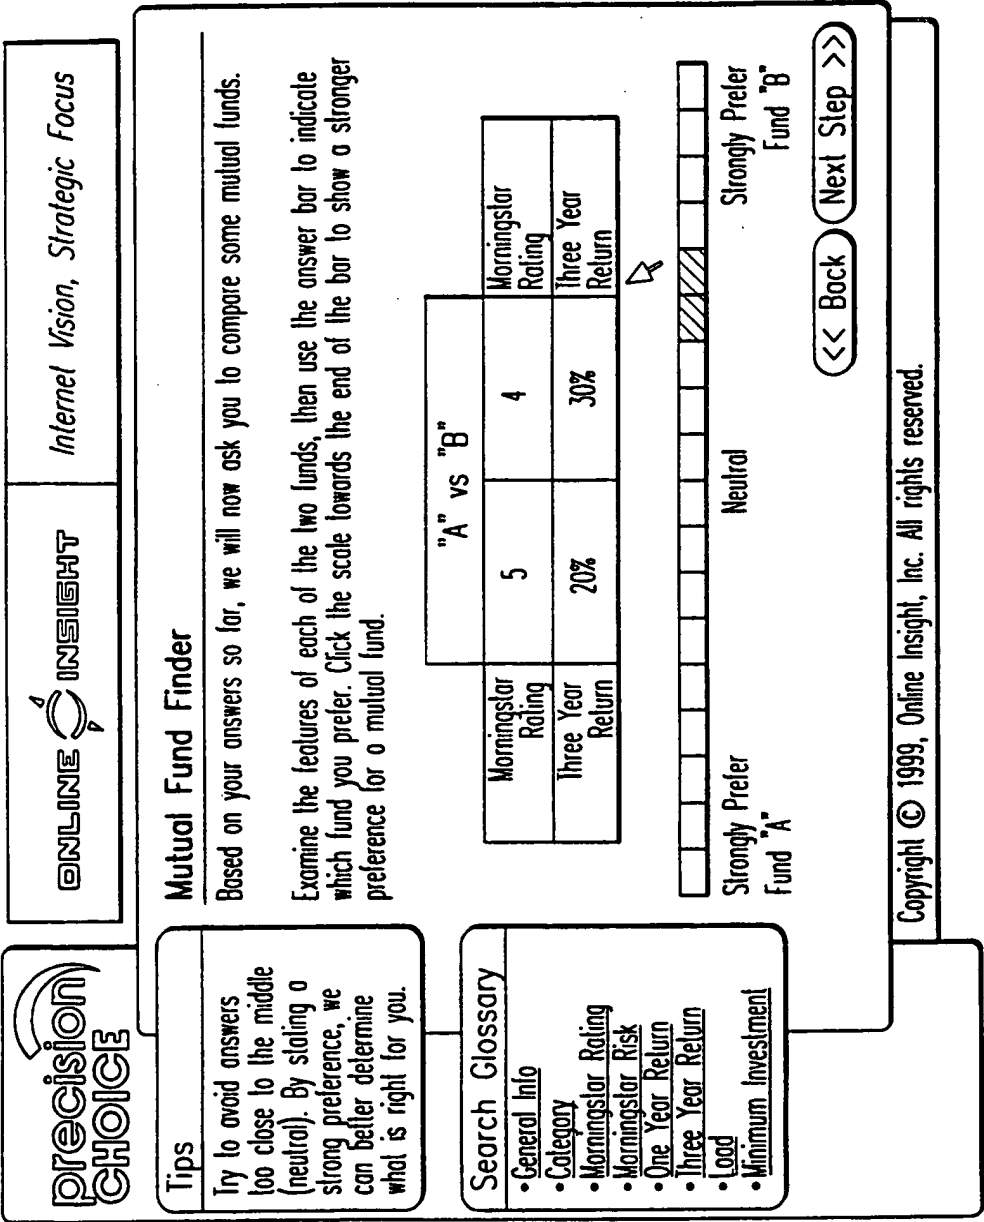 precision
CHOICE
ONLINE INSIGHT
Internet Vision, Strategic Focus
Tips
Try to avoid answers
too close to the middle
(neutral). By stating a
strong preference, we
can better determine
what is right for you.
Search Glossary
• General Info
• Category
• Morningstar Rating
• Morningstar Risk
• One Year Return
• Three Year Return
• Load
• Minimum Investment
Mutual Fund Finder
Based on your answers so far, we will now ask you to compare some mutual funds.
Examine the features of each of the two funds, then use the answer bar to indicate
which fund you prefer. Click the scale towards the end of the bar to show a stronger
preference for a mutual fund.
"A" vs "B"
Morningstar
Rating
5
4
Morningstar
Rating
Three Year
Return
20%
30%
Three Year
Return
Strongly Prefer
Fund "A"
Neutral
Strongly Prefer
Fund "B"
<< Back
Next Step >>
Copyright © 1999, Online Insight, Inc. All rights reserved.